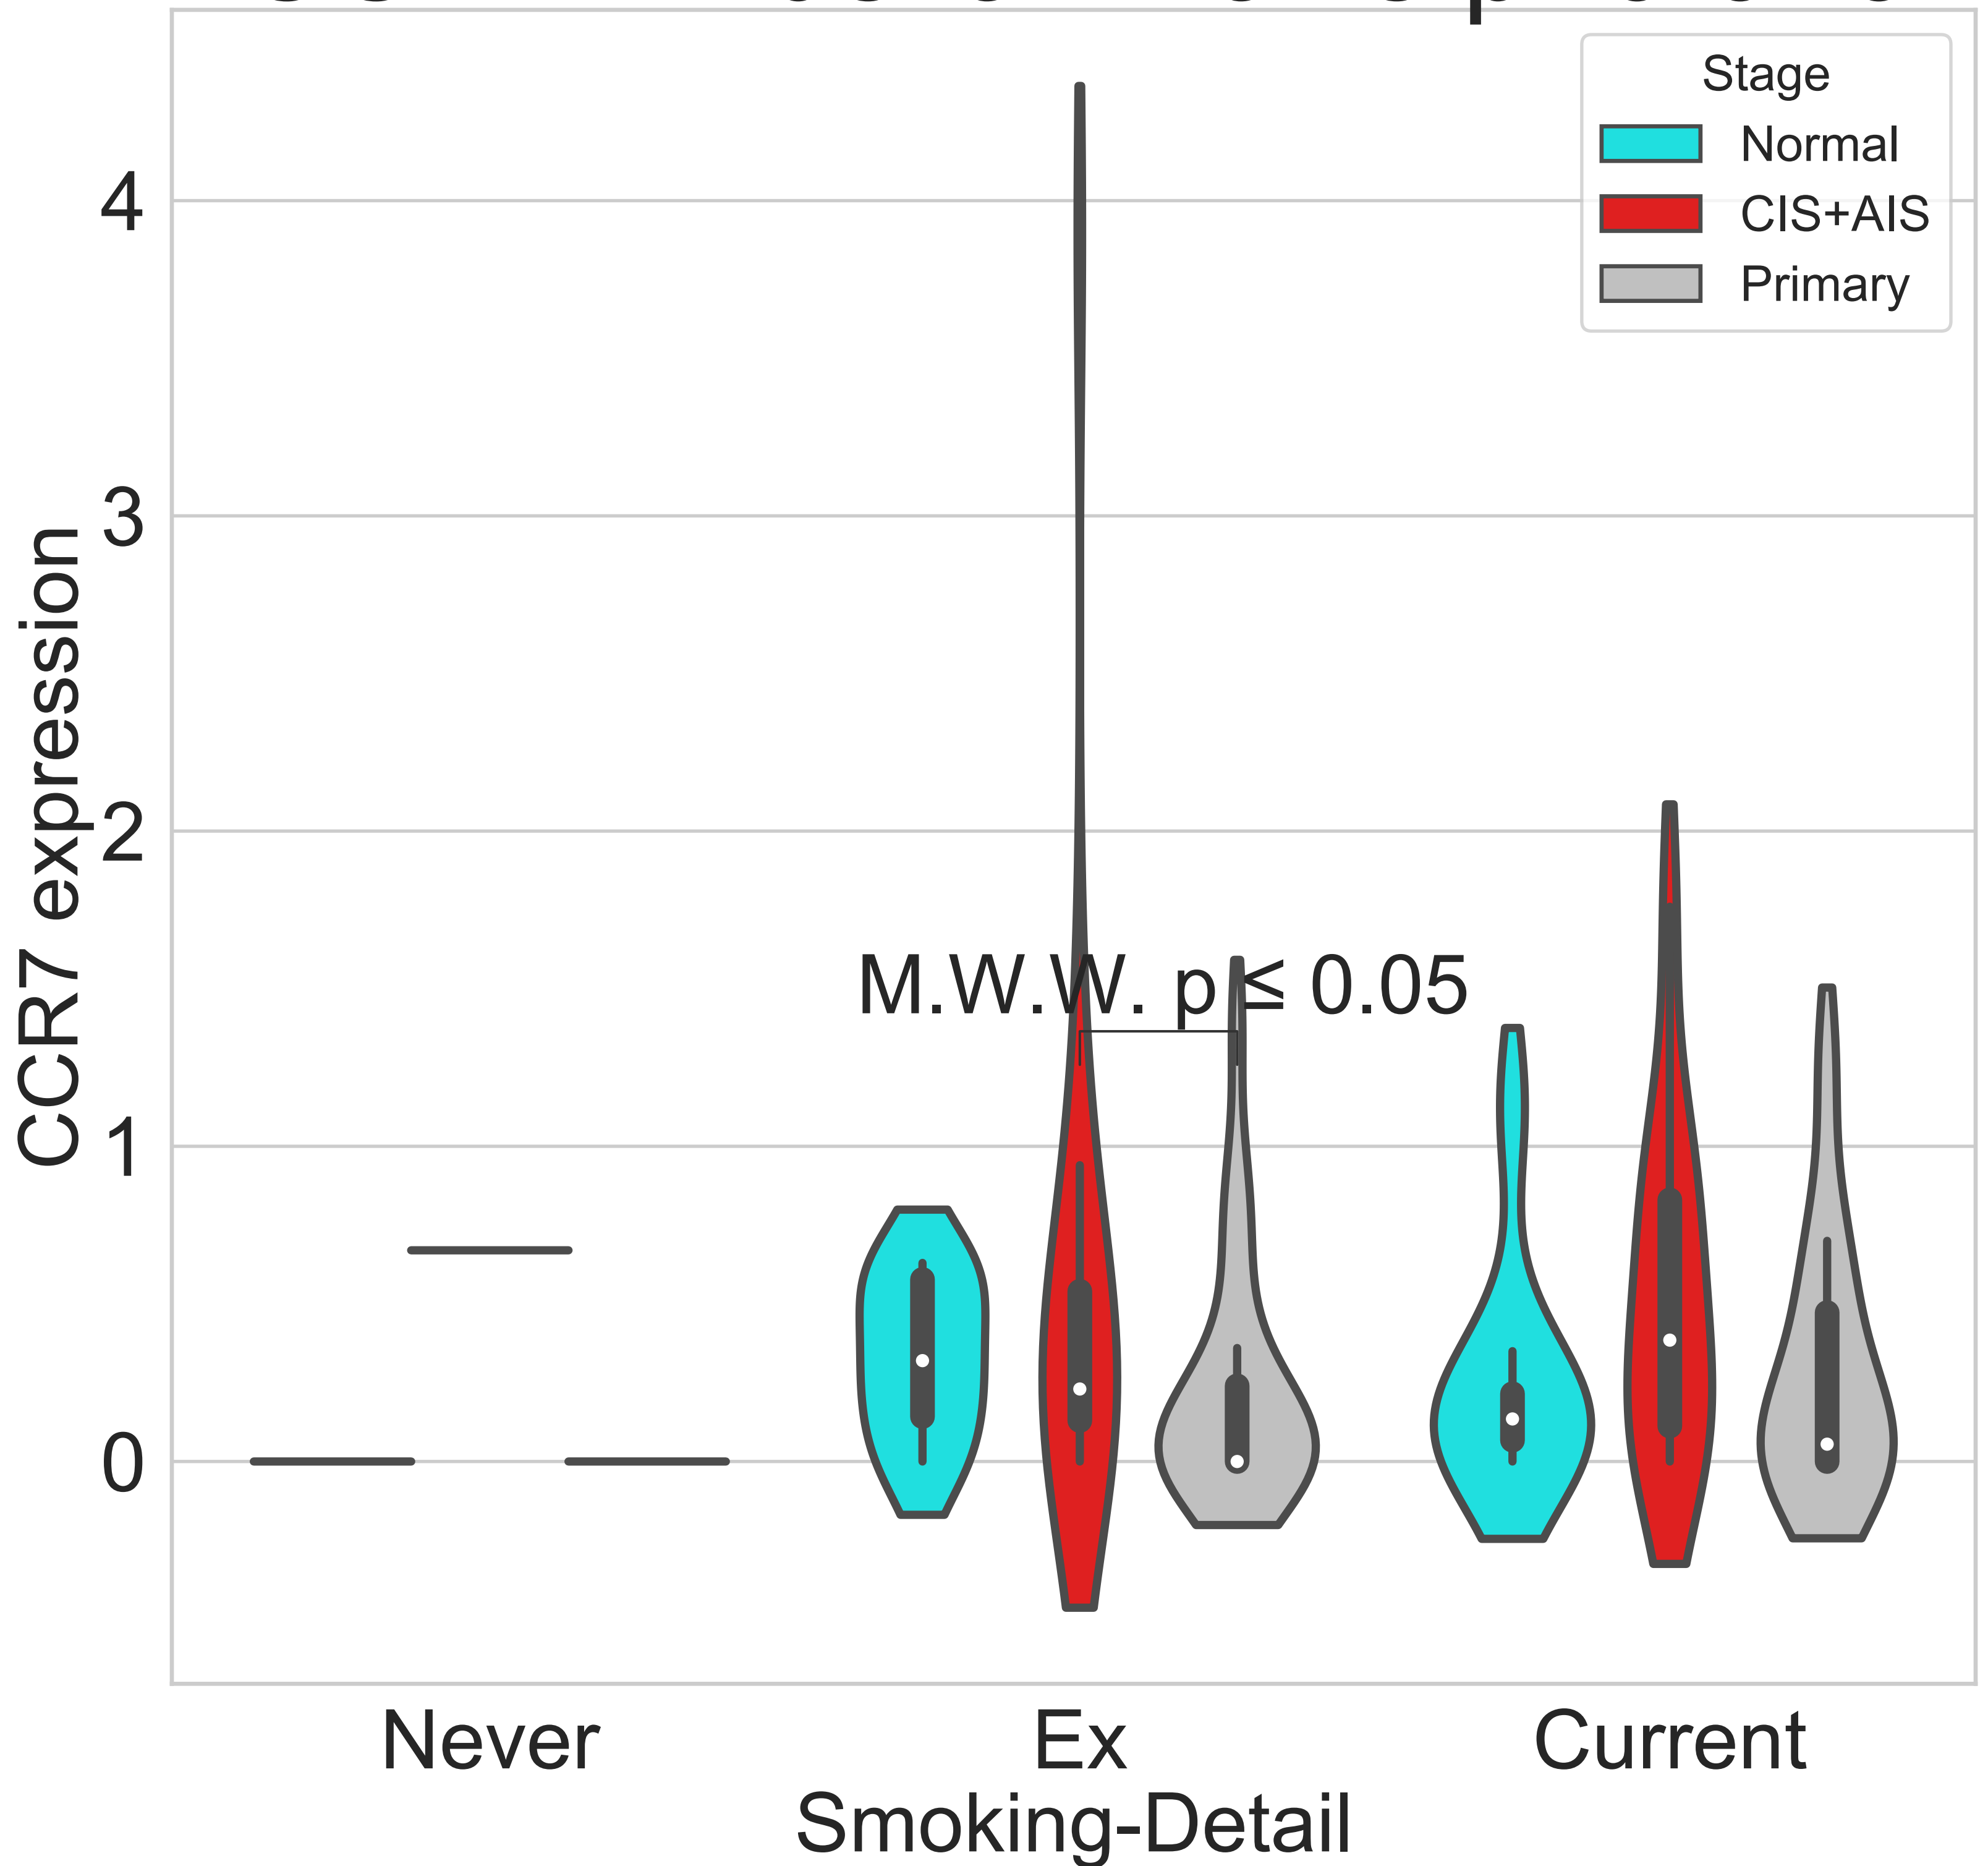 Stage
Normal
CIS+AIS
Primary
4
3
2
1
0
CCR7 expression
M.W.W. p ≤ 0.05
Never
Ex
Current
Smoking-Detail